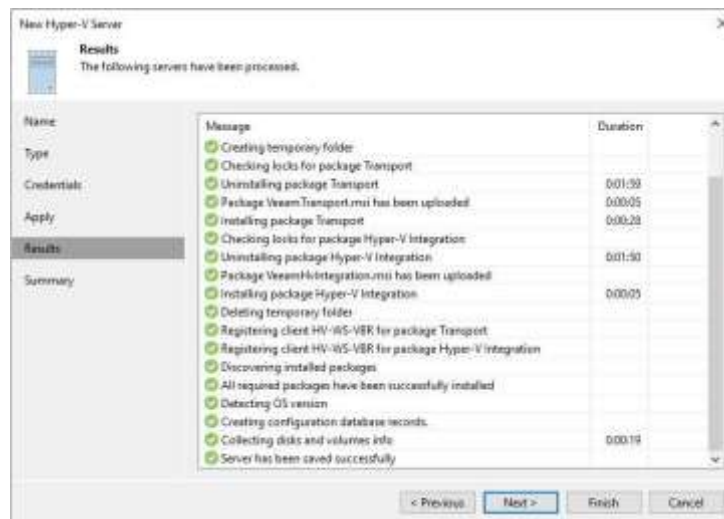 New Hyper-V Server
Results
The following servers have been processed.
Name
Type
Credentials
Apply
Results
Summary
Message Duration
Creating temporary folder
Checking locks for package Transport
Uninstalling package Transport 0:01:59
Package VeeamTransport.msi has been uploaded 0:00:05
Installing package Transport 0:00:28
Checking locks for package Hyper-V Integration
Uninstalling package Hyper-V Integration 0:01:50
Package VeeamHvIntegration.msi has been uploaded
Installing package Hyper-V Integration 0:00:05
Deleting temporary folder
Registering client HV-WS-VBR for package Transport
Registering client HV-WS-VBR for package Hyper-V Integration
Discovering installed packages
All required packages have been successfully installed
Detecting OS version
Creating configuration database records.
Collecting disks and volumes info 0:00:19
Server has been saved successfully
< Previous Next > Finish Cancel